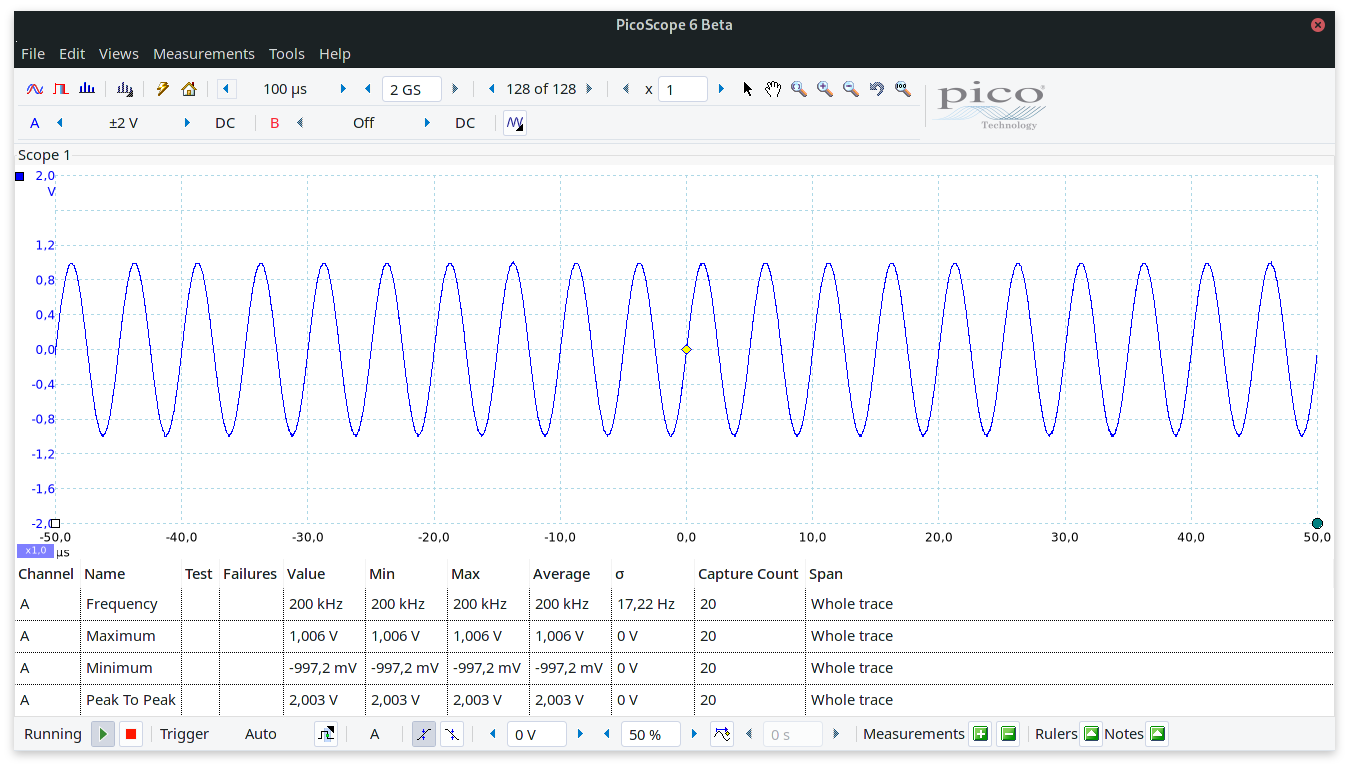 PicoScope 6 Beta
File Edit Views Measurements Tools Help
100 µs 2 GS 128 of 128 x 1
pico
Technology
A ±2 V DC B Off DC
Scope 1
2,0
V
1,2
0,8
0,4
0,0
-0,4
-0,8
-1,2
-1,6
-2,0
-50,0 -40,0 -30,0 -20,0 -10,0 0,0 10,0 20,0 30,0 40,0 50,0
x1,0 µs
Channel Name Test Failures Value Min Max Average σ Capture Count Span
A Frequency 200 kHz 200 kHz 200 kHz 200 kHz 17,22 Hz 20 Whole trace
A Maximum 1,006 V 1,006 V 1,006 V 1,006 V 0 V 20 Whole trace
A Minimum -997,2 mV -997,2 mV -997,2 mV -997,2 mV 0 V 20 Whole trace
A Peak To Peak 2,003 V 2,003 V 2,003 V 2,003 V 0 V 20 Whole trace
Running Trigger Auto A 0 V 50 % 0 s Measurements Rulers Notes